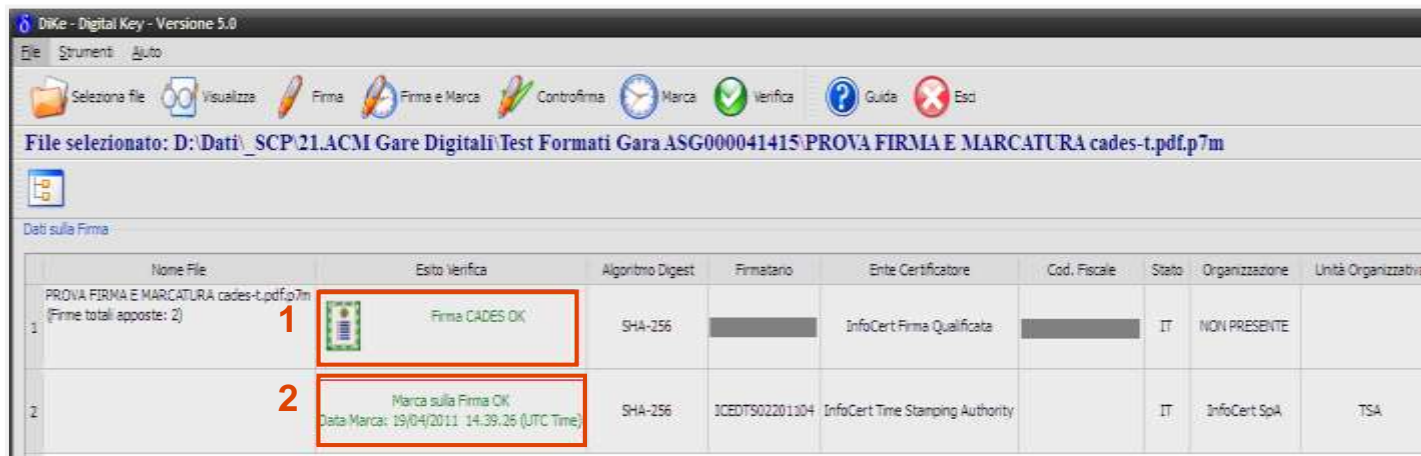 DiKe - Digital Key - Versione 5.0
File Strumenti Aiuto
Seleziona file Visualizza Firma Firma e Marca Controfirma Marca Verifica Guida Esci
File selezionato: D:\Dati\_SCP\21.ACM Gare Digitali\Test Formati Gara ASG000041415\PROVA FIRMA E MARCATURA cades-t.pdf.p7m
Dati sulla Firma
Nome File Esito Verifica Algoritmo Digest Firmatario Ente Certificatore Cod. Fiscale Stato Organizzazione Unità Organizzativa
PROVA FIRMA E MARCATURA cades-t.pdf.p7m
1 (Firme totali apposte: 2) 1 Firma CADES OK SHA-256 InfoCert Firma Qualificata IT NON PRESENTE
2 2 Marca sulla Firma OK
Data Marca: 19/04/2011 14.39.26 (UTC Time) SHA-256 ICEDTS02201104 InfoCert Time Stamping Authority IT InfoCert SpA TSA